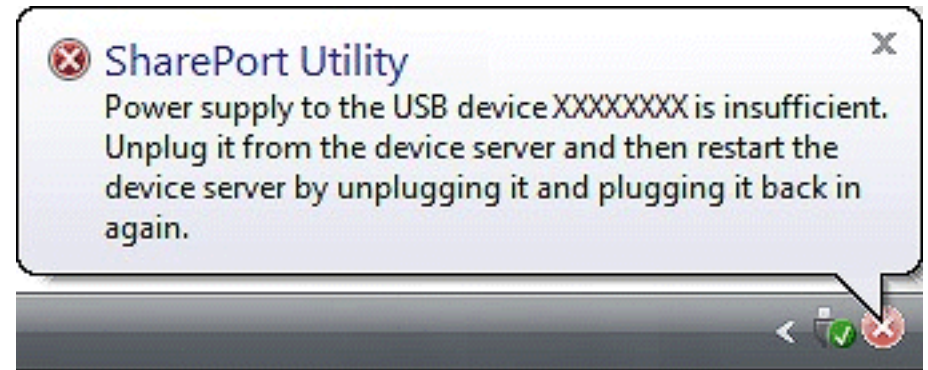 SharePort Utility
Power supply to the USB device XXXXXXXX is insufficient.
Unplug it from the device server and then restart the
device server by unplugging it and plugging it back in
again.